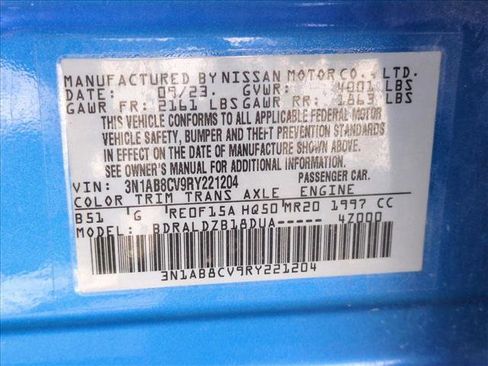 MANUFACTURED BY NISSAN MOTOR CO., LTD.
DATE: 09/23. GVWR: 4001 LBS
GAWR FR: 2161 LBS GAWR RR: 1863 LBS
THIS VEHICLE CONFORMS TO ALL APPLICABLE FEDERAL MOTOR
VEHICLE SAFETY, BUMPER AND THEFT PREVENTION STANDARDS
IN EFFECT ON THE DATE OF MANUFACTURE SHOWN ABOVE.
SEE OWNER'S MANUAL FOR ADDITIONAL INFORMATION.
VIN: 3N1AB8CV9RY221204 PASSENGER CAR.
COLOR TRIM TRANS AXLE ENGINE
B51 G RE0F15A HQ50 MR20 1997 CC
MODEL: BDRALDZB18DUA----- 47000
3N1AB8CV9RY221204